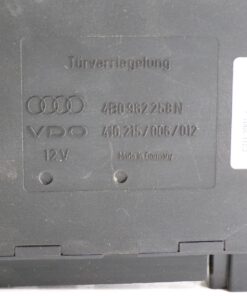 Türverriegelung
4B0 962 258 N
VDO 410.215/006/012
12 V Made in Germany